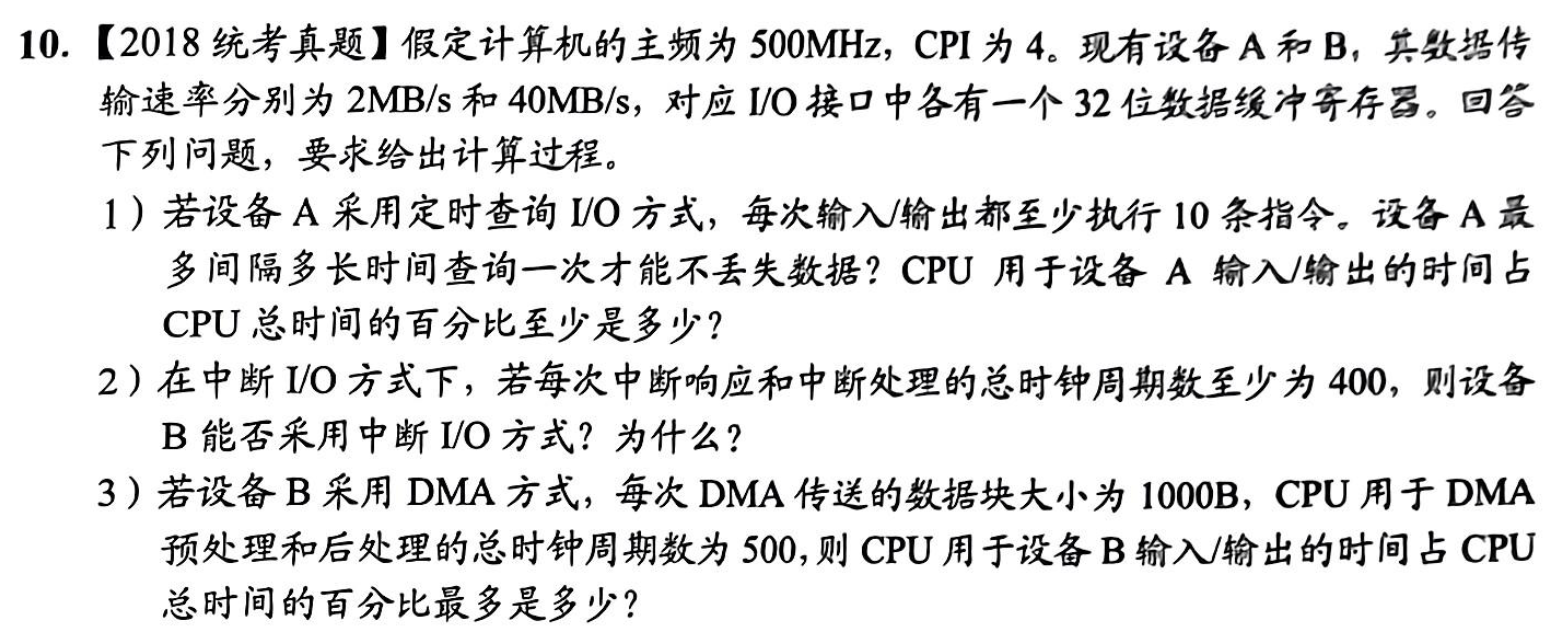 10.【2018 统考真题】假定计算机的主频为 500MHz，CPI 为 4。现有设备 A 和 B，其数据传
输速率分别为 2MB/s 和 40MB/s，对应 I/O 接口中各有一个 32 位数据缓冲寄存器。回答
下列问题，要求给出计算过程。
1）若设备 A 采用定时查询 I/O 方式，每次输入/输出都至少执行 10 条指令。设备 A 最
多间隔多长时间查询一次才能不丢失数据？CPU 用于设备 A 输入/输出的时间占
CPU 总时间的百分比至少是多少？
2）在中断 I/O 方式下，若每次中断响应和中断处理的总时钟周期数至少为 400，则设备
B 能否采用中断 I/O 方式？为什么？
3）若设备 B 采用 DMA 方式，每次 DMA 传送的数据块大小为 1000B，CPU 用于 DMA
预处理和后处理的总时钟周期数为 500，则 CPU 用于设备 B 输入/输出的时间占 CPU
总时间的百分比最多是多少？